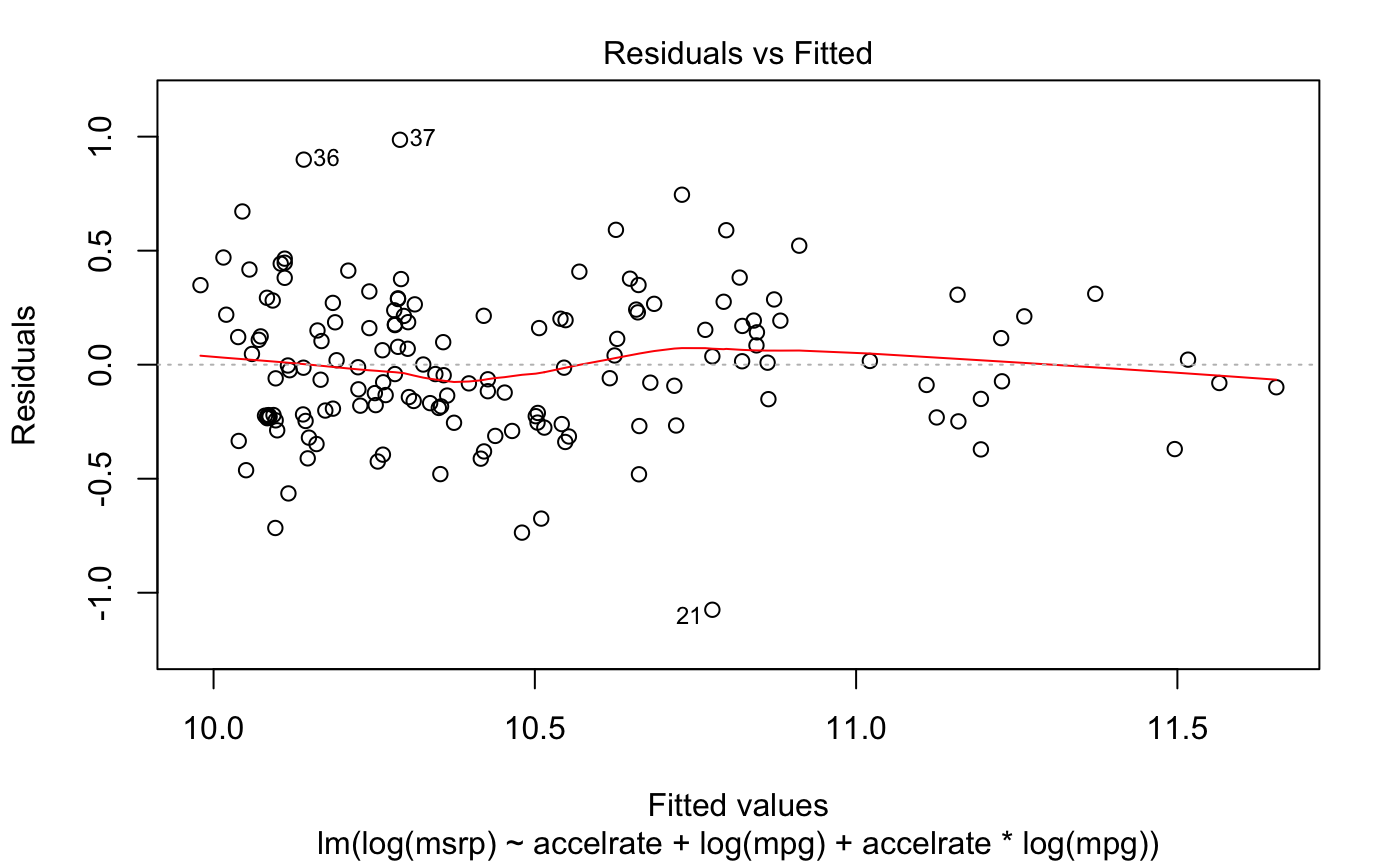 Residuals vs Fitted
Residuals
1.0
0.5
0.0
-0.5
-1.0
36
37
21
10.0 10.5 11.0 11.5
Fitted values
lm(log(msrp) ~ accelrate + log(mpg) + accelrate * log(mpg))